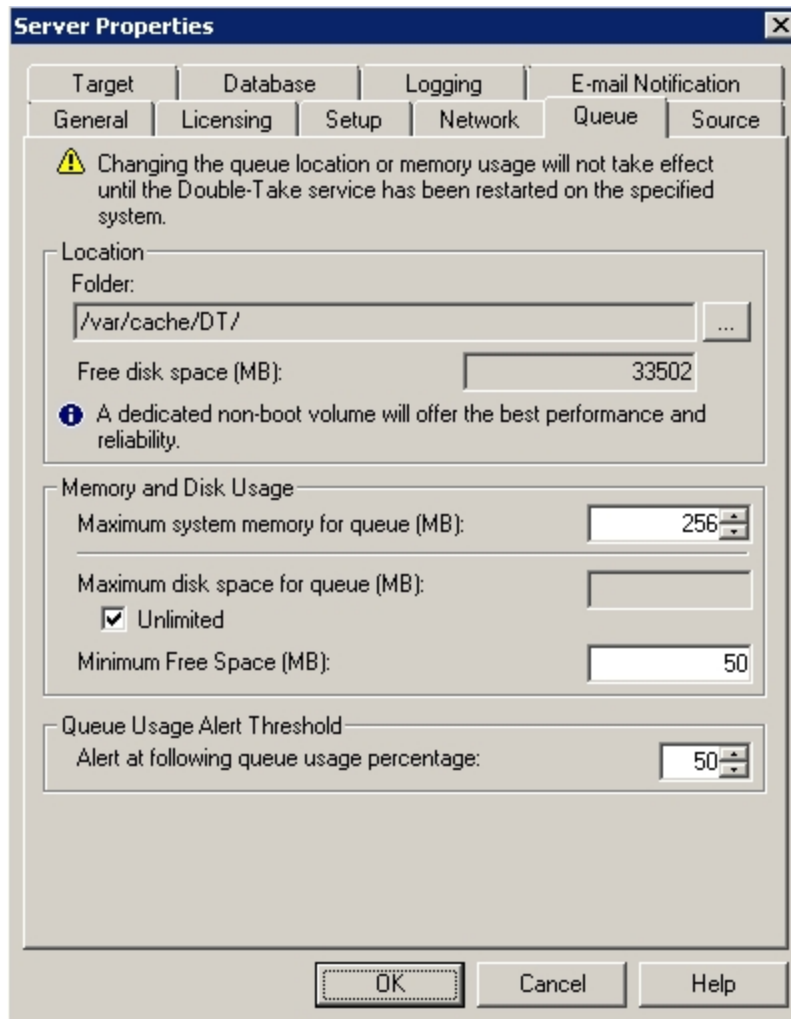 Server Properties
Target
Database
Logging
E-mail Notification
General
Licensing
Setup
Network
Queue
Source
Changing the queue location or memory usage will not take effect
until the Double-Take service has been restarted on the specified
system.
Location
Folder:
/var/cache/DT/
...
Free disk space (MB):
33502
A dedicated non-boot volume will offer the best performance and
reliability.
Memory and Disk Usage
Maximum system memory for queue (MB):
256
Maximum disk space for queue (MB):
Unlimited
Minimum Free Space (MB):
50
Queue Usage Alert Threshold
Alert at following queue usage percentage:
50
OK
Cancel
Help